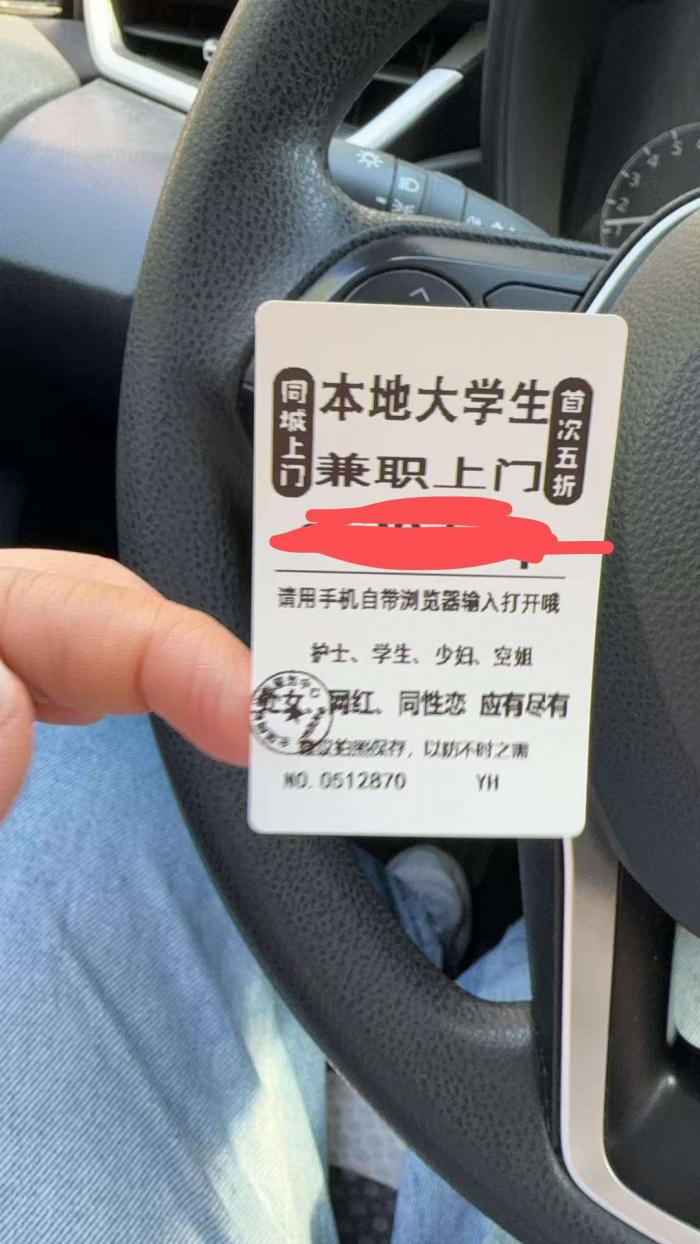 同城上门
本地大学生
首次五折
兼职上门
请用手机自带浏览器输入打开哦
护士、学生、少妇、空姐
处女、网红、同性恋 应有尽有
建议拍照保存，以防不时之需
NO.0512870 YH